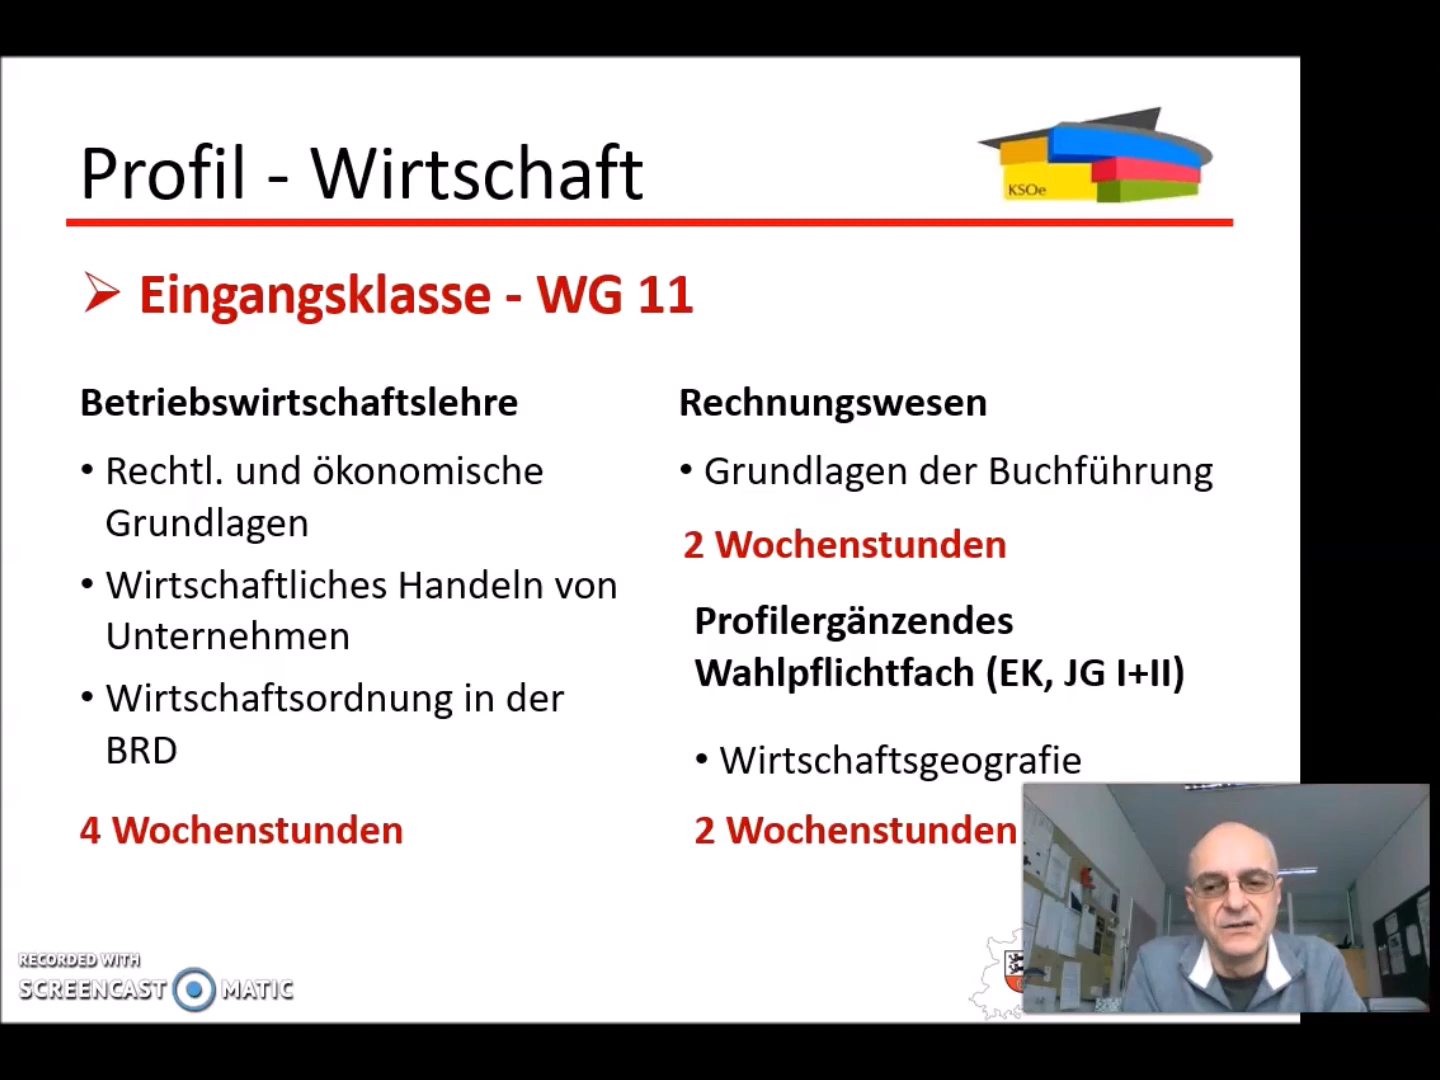 Profil - Wirtschaft
KSOe
➢ Eingangsklasse - WG 11
Betriebswirtschaftslehre
• Rechtl. und ökonomische
Grundlagen
• Wirtschaftliches Handeln von
Unternehmen
• Wirtschaftsordnung in der
BRD
4 Wochenstunden
Rechnungswesen
• Grundlagen der Buchführung
2 Wochenstunden
Profilergänzendes
Wahlpflichtfach (EK, JG I+II)
• Wirtschaftsgeografie
2 Wochenstunden
RECORDED WITH
SCREENCAST MATIC